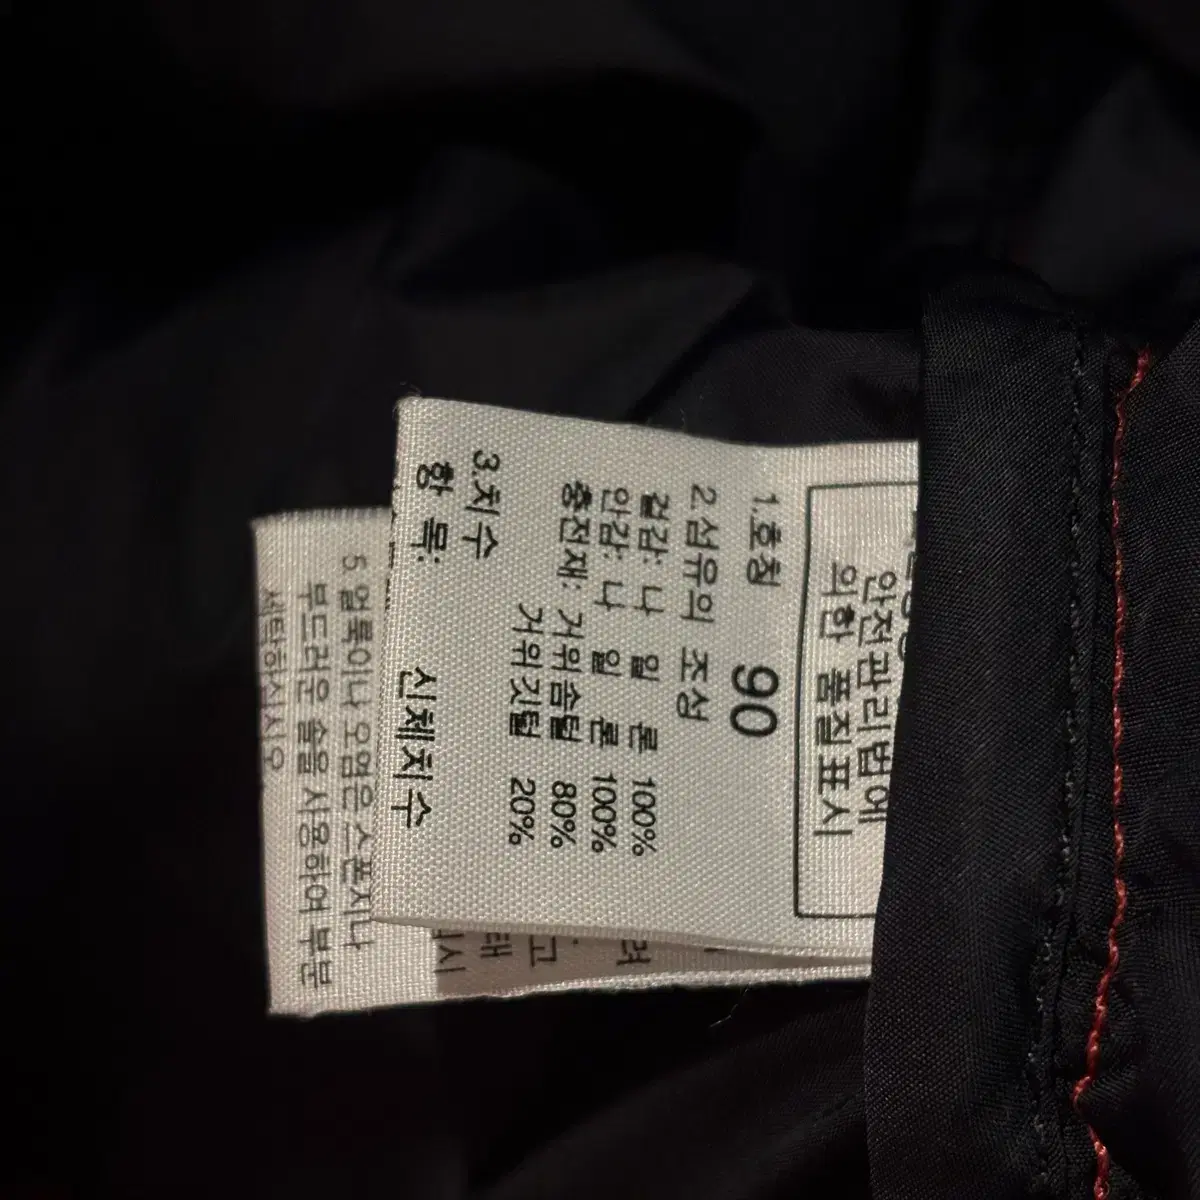 안전관리법에
의한 품질표시
1.호칭 90
2.섬유의 조성
겉감: 나 일 론 100%
안감: 나 일 론 100%
충전재: 거위솜털 80%
거위깃털 20%
3.치수
항 목: 신체치수
5. 얼룩이나 오염은 스폰지나
부드러운 솔을 사용하여 부분
세탁하십시오